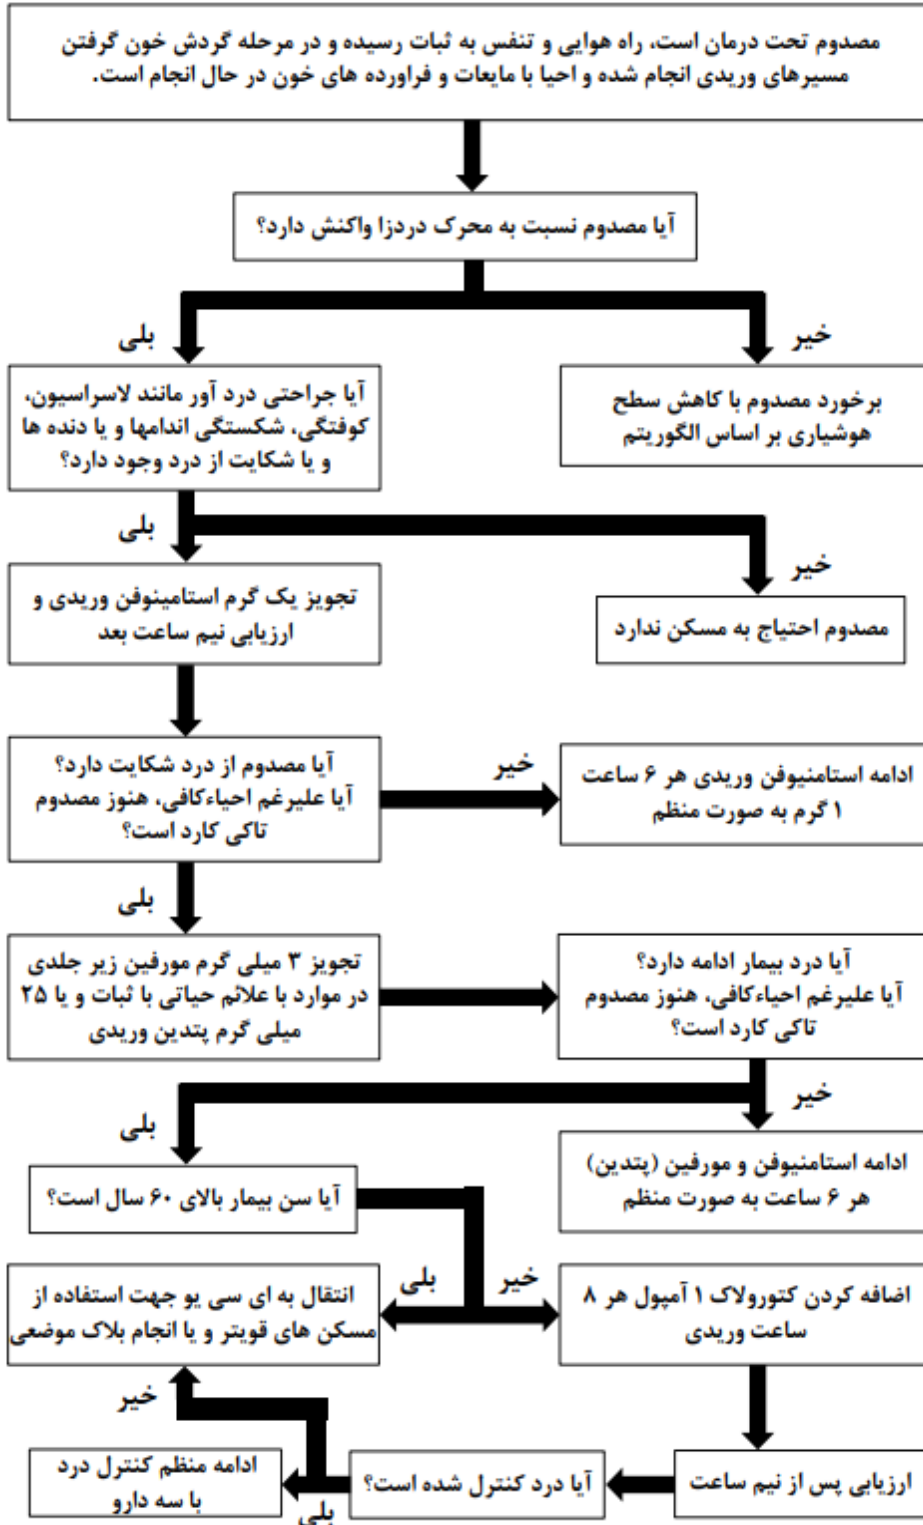 مصدوم تحت درمان است، راه هوایی و تنفس به ثبات رسیده و در مرحله گردش خون گرفتن
مسیرهای وریدی انجام شده و احیا با مایعات و فراورده های خون در حال انجام است.
آیا مصدوم نسبت به محرک دردزا واکنش دارد؟
خیر
بلی
برخورد مصدوم با کاهش سطح
هوشیاری بر اساس الگوریتم
آیا جراحتی درد آور مانند لاسراسیون،
کوفتگی، شکستگی اندامها و یا دنده ها
و یا شکایت از درد وجود دارد؟
خیر
بلی
مصدوم احتیاج به مسکن ندارد
تجویز یک گرم استامینوفن وریدی و
ارزیابی نیم ساعت بعد
آیا مصدوم از درد شکایت دارد؟
آیا علیرغم احیاءکافی، هنوز مصدوم
تاکی کارد است؟
خیر
ادامه استامنیوفن وریدی هر ۶ ساعت
۱ گرم به صورت منظم
بلی
تجویز ۳ میلی گرم مورفین زیر جلدی
در موارد با علائم حیاتی با ثبات و یا ۲۵
میلی گرم پتدین وریدی
آیا درد بیمار ادامه دارد؟
آیا علیرغم احیاءکافی، هنوز مصدوم
تاکی کارد است؟
خیر
بلی
ادامه استامنیوفن و مورفین (پتدین)
هر ۶ ساعت به صورت منظم
آیا سن بیمار بالای ۶۰ سال است؟
خیر
بلی
اضافه کردن کتورولاک ۱ آمپول هر ۸
ساعت وریدی
انتقال به ای سی یو جهت استفاده از
مسکن های قویتر و یا انجام بلاک موضعی
ارزیابی پس از نیم ساعت
آیا درد کنترل شده است؟
خیر
بلی
ادامه منظم کنترل درد
با سه دارو